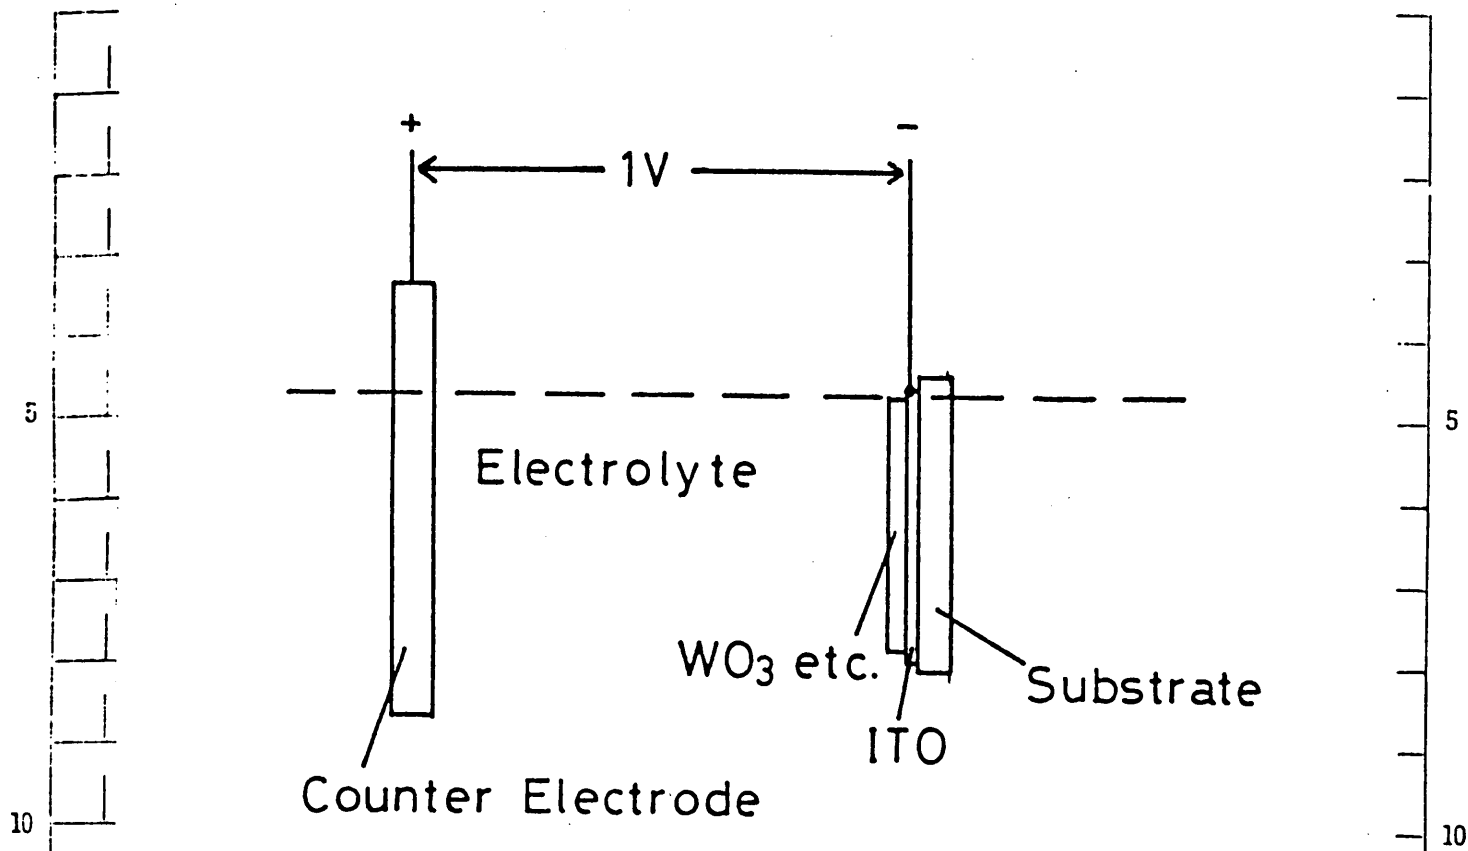 + −
1V
5 5
Electrolyte
WO3 etc.
Substrate
ITO
Counter Electrode
10 10